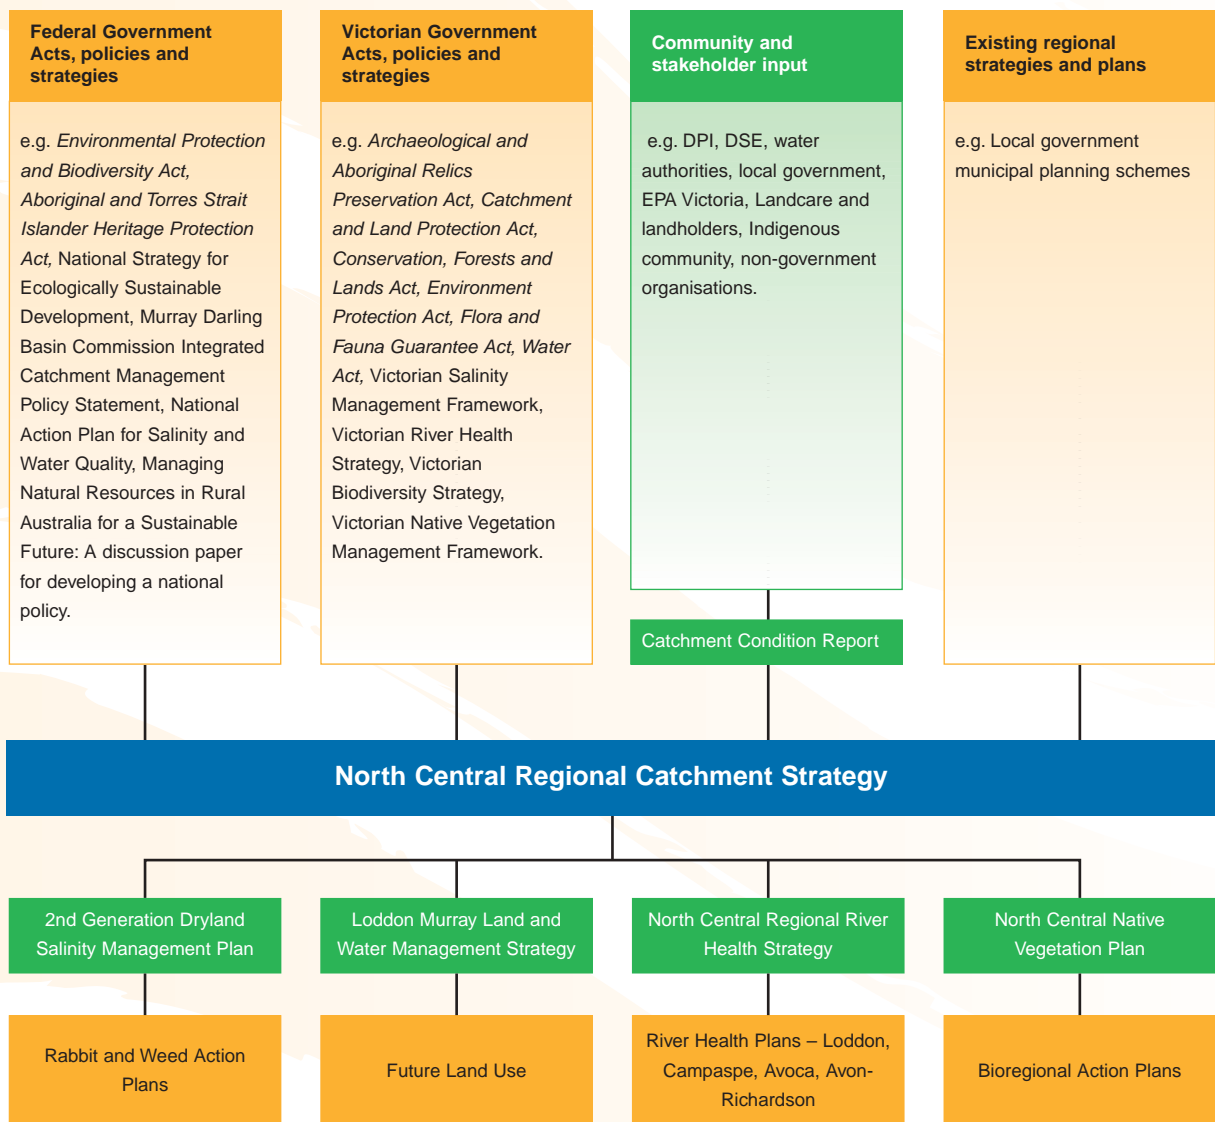 Federal Government
Acts, policies and
strategies
e.g. Environmental Protection
and Biodiversity Act,
Aboriginal and Torres Strait
Islander Heritage Protection
Act, National Strategy for
Ecologically Sustainable
Development, Murray Darling
Basin Commission Integrated
Catchment Management
Policy Statement, National
Action Plan for Salinity and
Water Quality, Managing
Natural Resources in Rural
Australia for a Sustainable
Future: A discussion paper
for developing a national
policy.
Victorian Government
Acts, policies and
strategies
e.g. Archaeological and
Aboriginal Relics
Preservation Act, Catchment
and Land Protection Act,
Conservation, Forests and
Lands Act, Environment
Protection Act, Flora and
Fauna Guarantee Act, Water
Act, Victorian Salinity
Management Framework,
Victorian River Health
Strategy, Victorian
Biodiversity Strategy,
Victorian Native Vegetation
Management Framework.
Community and
stakeholder input
e.g. DPI, DSE, water
authorities, local government,
EPA Victoria, Landcare and
landholders, Indigenous
community, non-government
organisations.
Catchment Condition Report
Existing regional
strategies and plans
e.g. Local government
municipal planning schemes
North Central Regional Catchment Strategy
2nd Generation Dryland
Salinity Management Plan
Loddon Murray Land and
Water Management Strategy
North Central Regional River
Health Strategy
North Central Native
Vegetation Plan
Rabbit and Weed Action
Plans
Future Land Use
River Health Plans – Loddon,
Campaspe, Avoca, Avon-
Richardson
Bioregional Action Plans